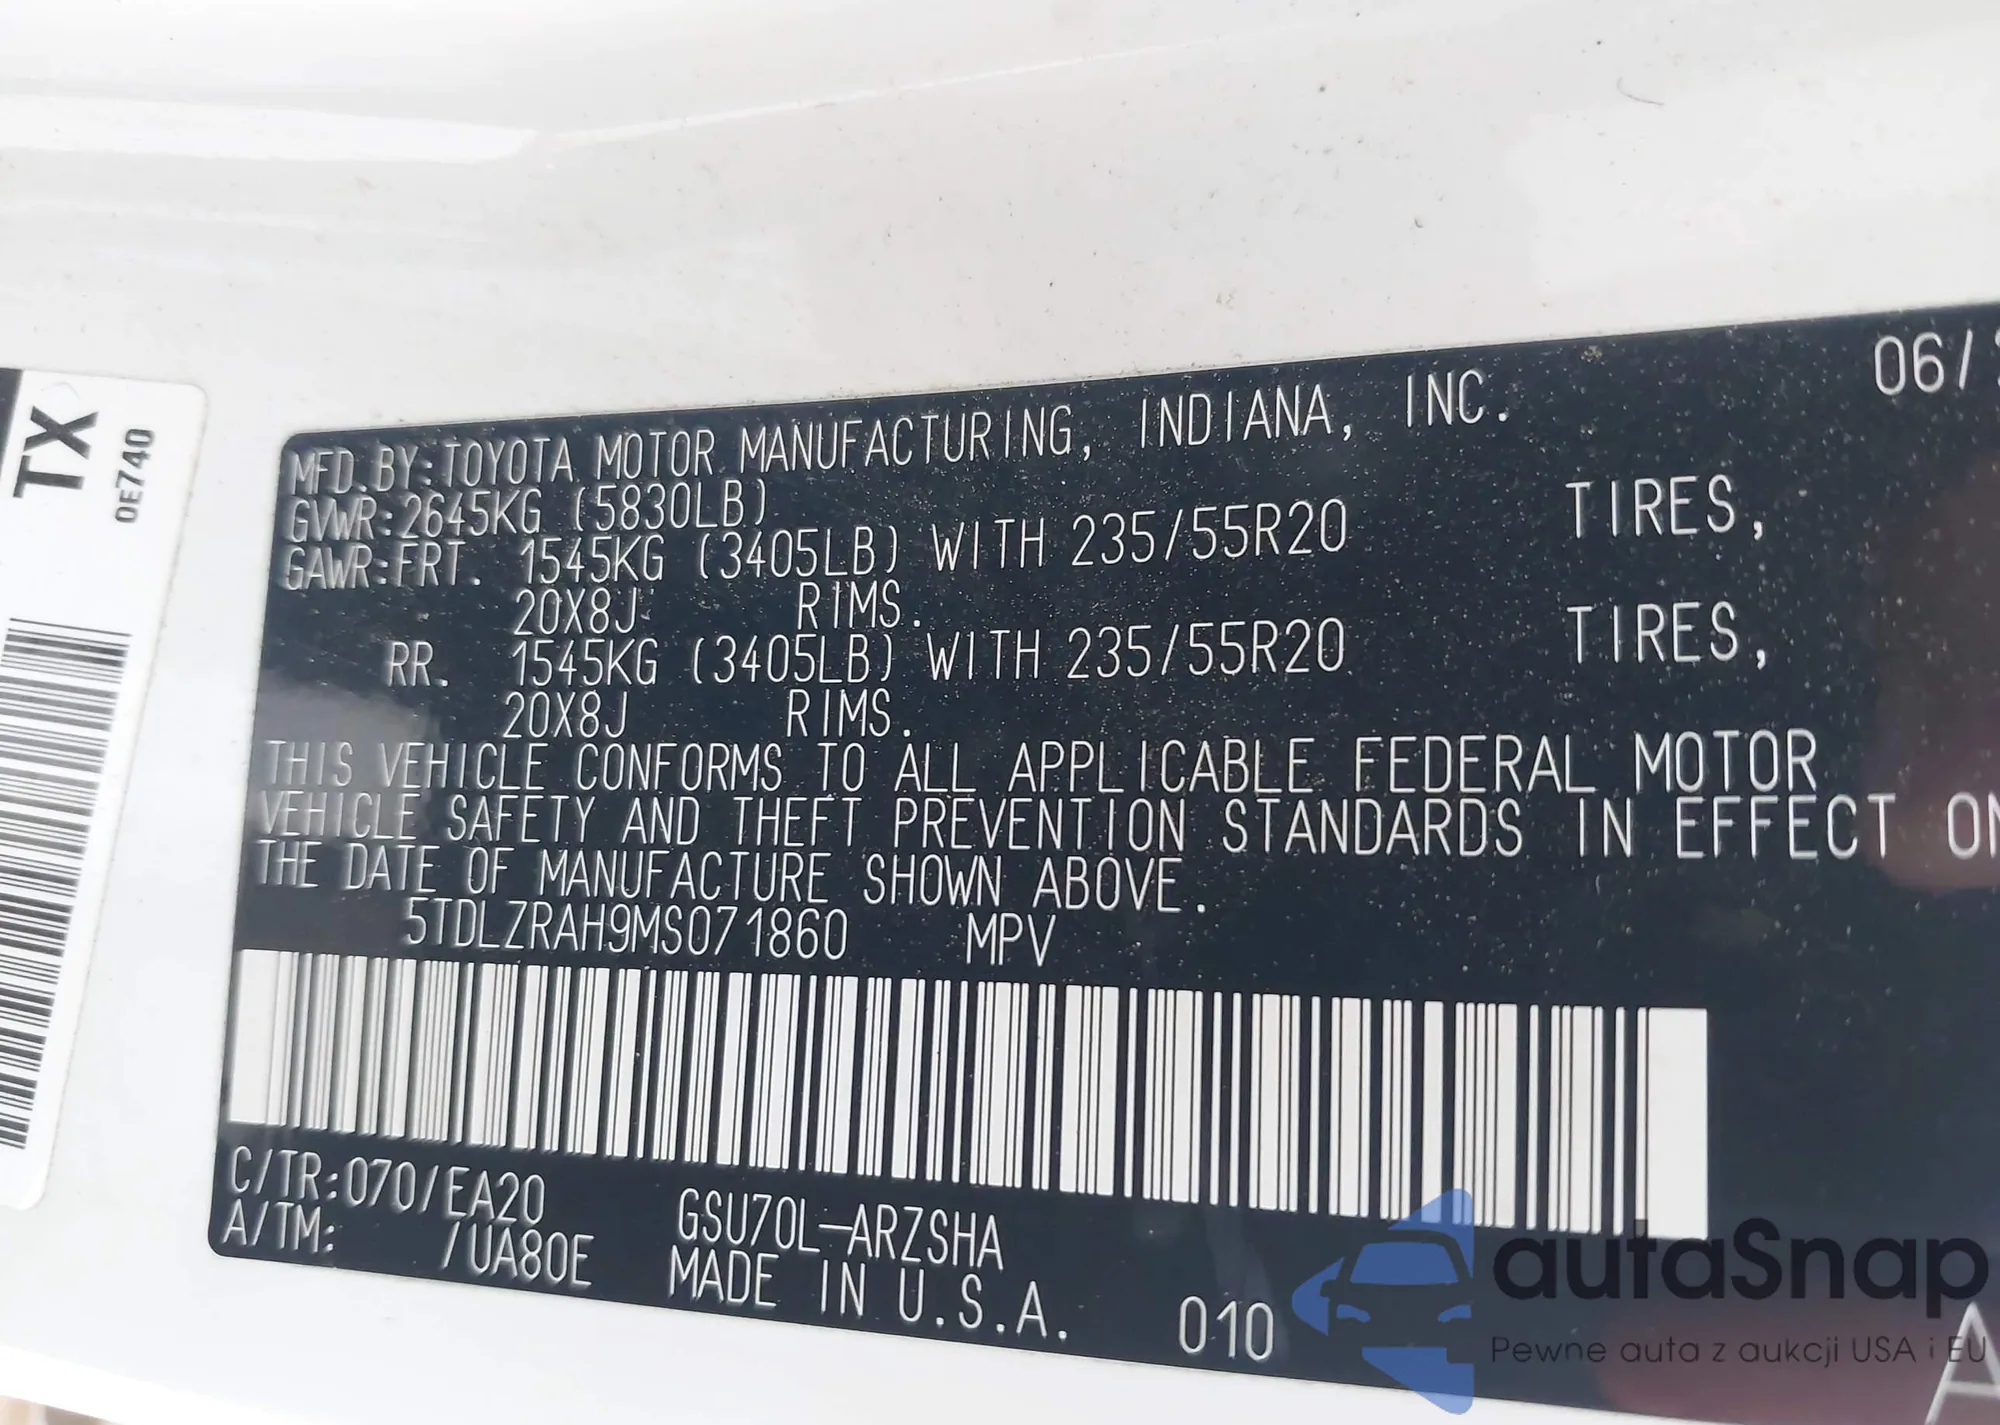 TX
0E740
06/
MFD. BY: TOYOTA MOTOR MANUFACTURING, INDIANA, INC.
GVWR: 2645KG (5830LB)
GAWR: FRT. 1545KG (3405LB) WITH 235/55R20 TIRES,
20X8J RIMS.
RR. 1545KG (3405LB) WITH 235/55R20 TIRES,
20X8J RIMS.
THIS VEHICLE CONFORMS TO ALL APPLICABLE FEDERAL MOTOR
VEHICLE SAFETY AND THEFT PREVENTION STANDARDS IN EFFECT ON
THE DATE OF MANUFACTURE SHOWN ABOVE.
5TDLZRAH9MS071860 MPV
C/TR: 070/EA20 GSU70L-ARZSHA
A/TM: /UA80E MADE IN U.S.A. 010
A
autaSnap
Pewne auta z aukcji USA i EU